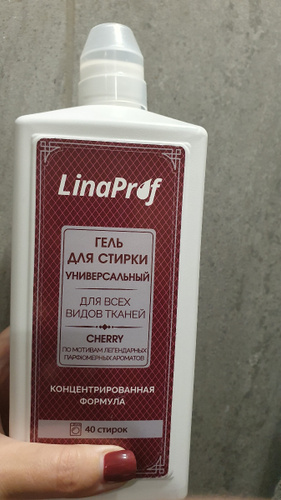 LinaProf
ГЕЛЬ
ДЛЯ СТИРКИ
УНИВЕРСАЛЬНЫЙ
ДЛЯ ВСЕХ
ВИДОВ ТКАНЕЙ
CHERRY
ПО МОТИВАМ ЛЕГЕНДАРНЫХ
ПАРФЮМЕРНЫХ АРОМАТОВ
КОНЦЕНТРИРОВАННАЯ
ФОРМУЛА
40 стирок